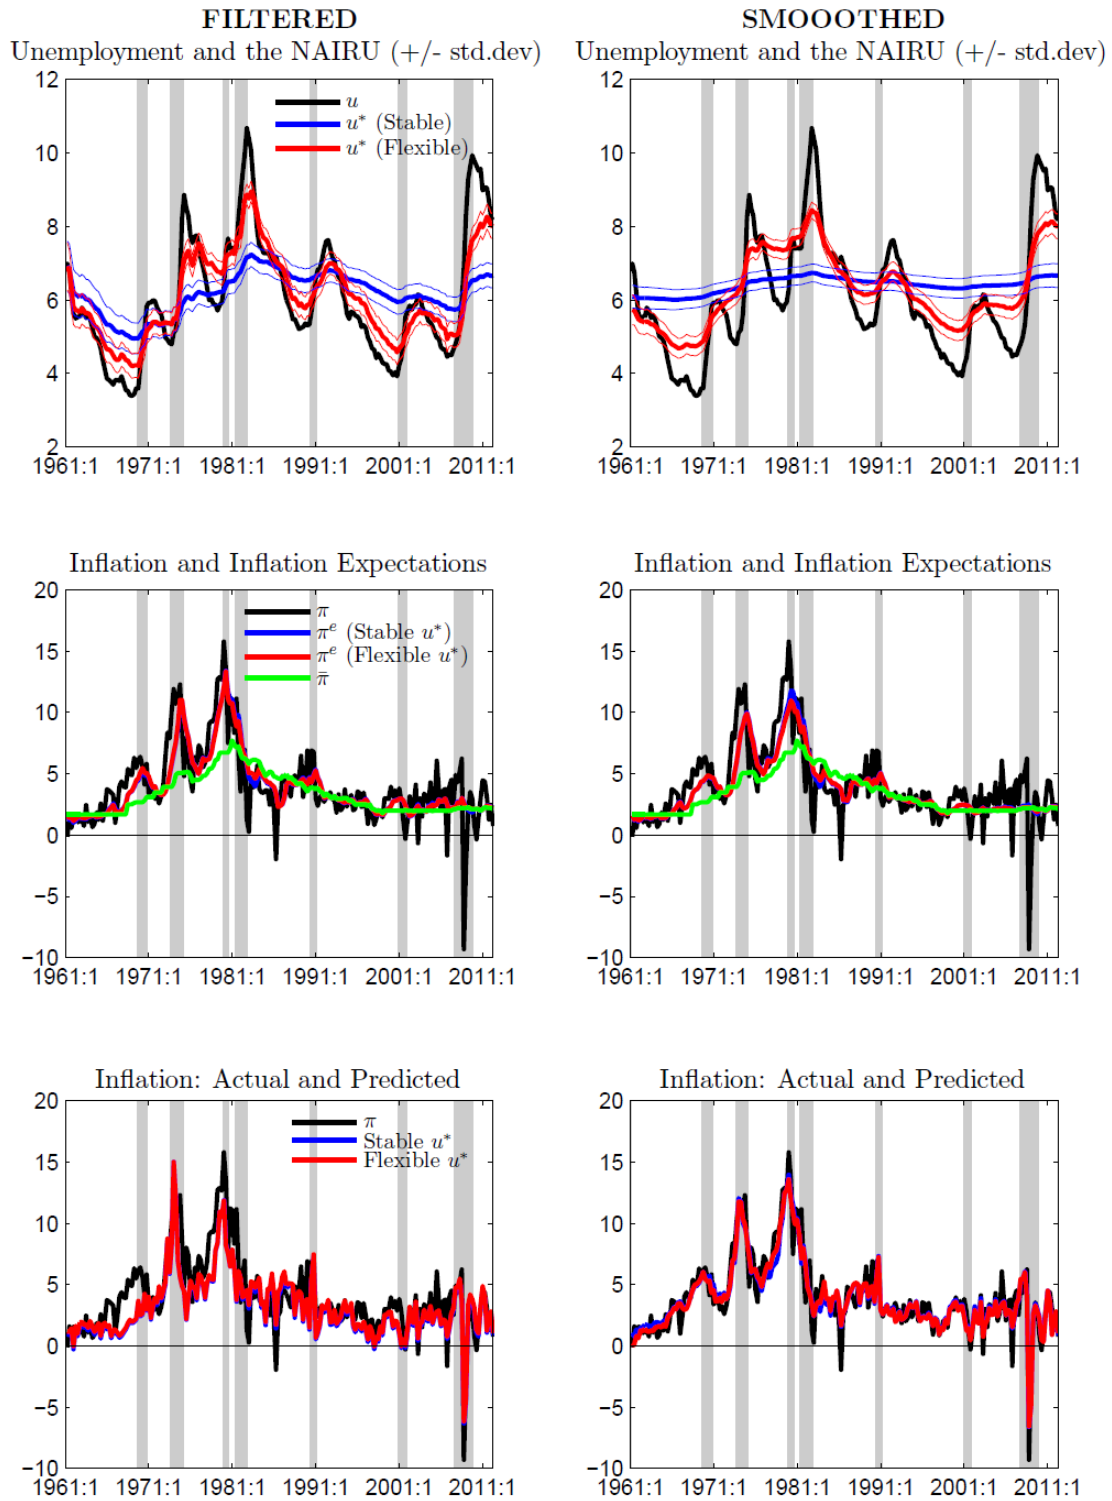 FILTERED
Unemployment and the NAIRU (+/- std.dev)
12
10
8
6
4
2
u
u* (Stable)
u* (Flexible)
1961:1 1971:1 1981:1 1991:1 2001:1 2011:1
SMOOOTHED
Unemployment and the NAIRU (+/- std.dev)
12
10
8
6
4
2
1961:1 1971:1 1981:1 1991:1 2001:1 2011:1
Inflation and Inflation Expectations
20
15
10
5
0
−5
−10
π
πᵉ (Stable u*)
πᵉ (Flexible u*)
π̄
1961:1 1971:1 1981:1 1991:1 2001:1 2011:1
Inflation and Inflation Expectations
20
15
10
5
0
−5
−10
1961:1 1971:1 1981:1 1991:1 2001:1 2011:1
Inflation: Actual and Predicted
20
15
10
5
0
−5
−10
π
Stable u*
Flexible u*
1961:1 1971:1 1981:1 1991:1 2001:1 2011:1
Inflation: Actual and Predicted
20
15
10
5
0
−5
−10
1961:1 1971:1 1981:1 1991:1 2001:1 2011:1